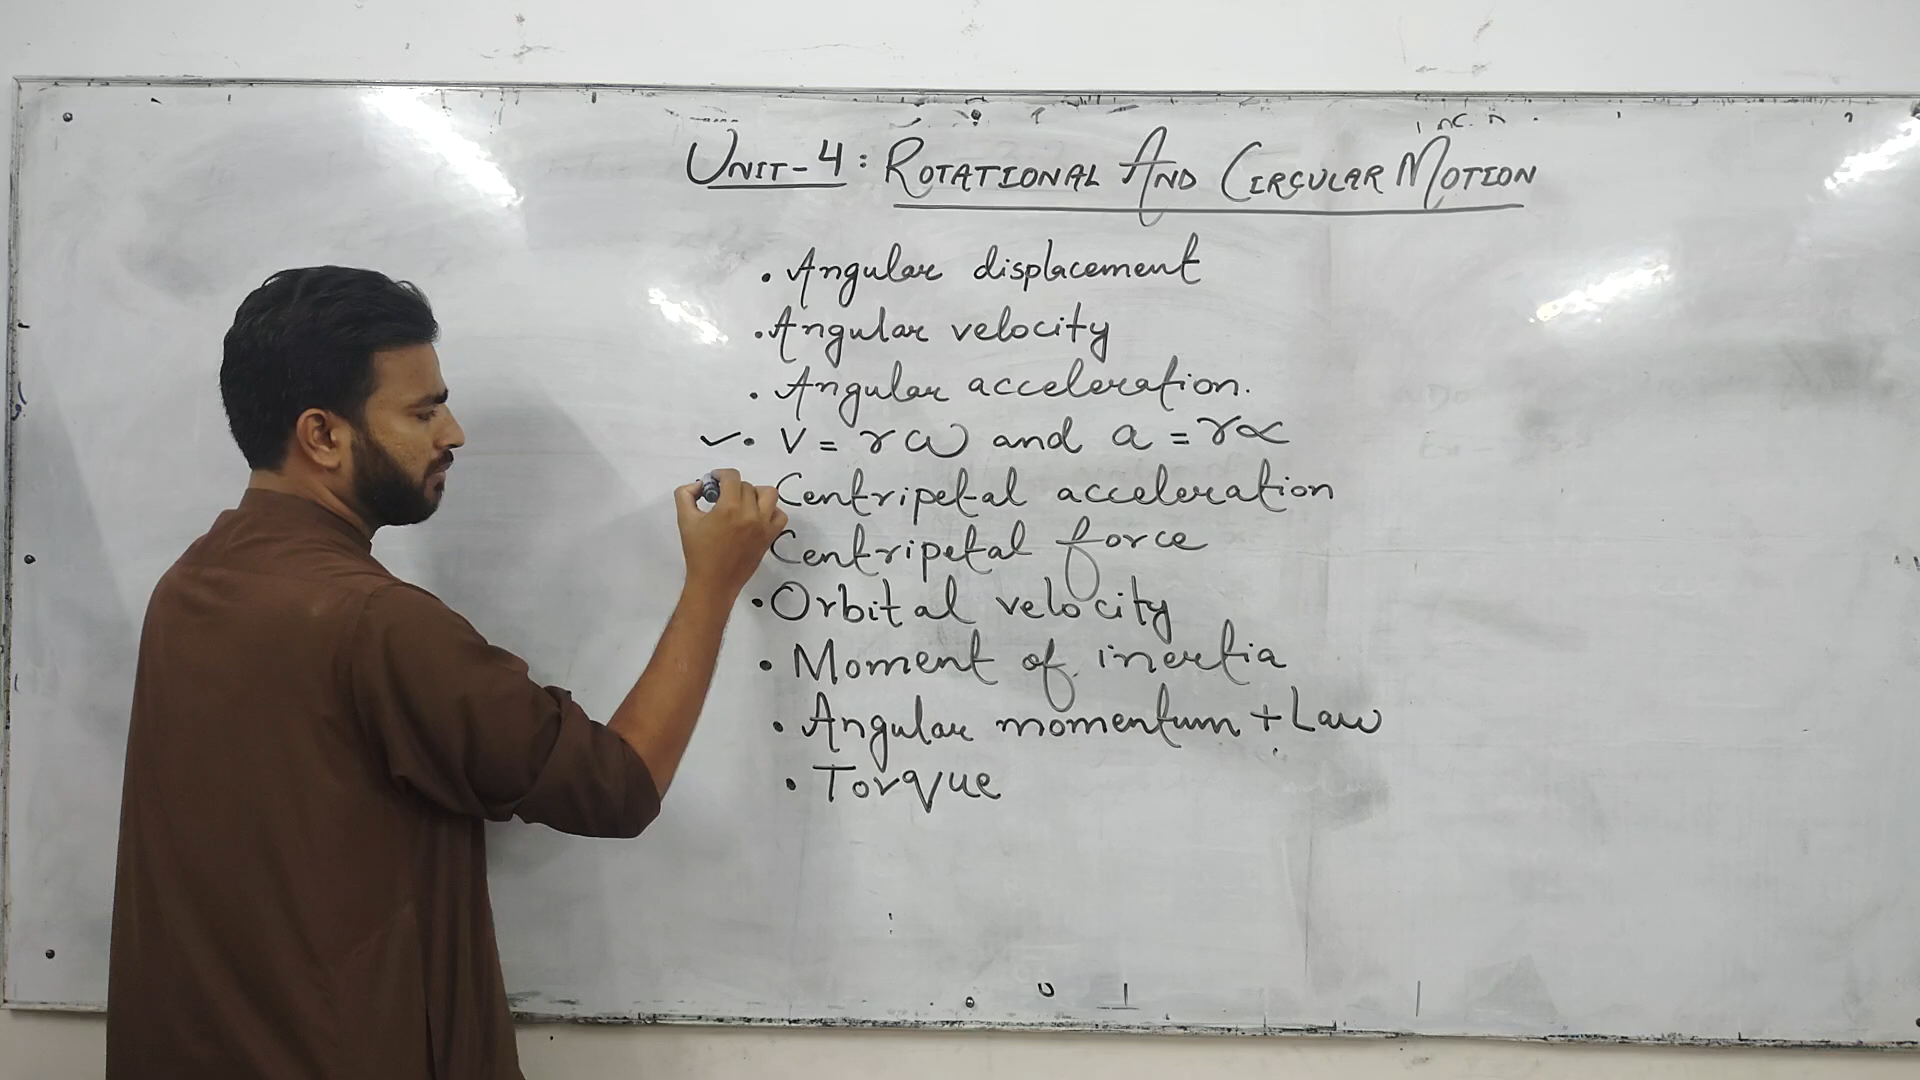 UNIT-4: ROTATIONAL AND CIRCULAR MOTION
• Angular displacement
• Angular velocity
• Angular acceleration.
✓• V = rω and a = rα
Centripetal acceleration
Centripetal force
• Orbital velocity
• Moment of inertia
• Angular momentum + Law
• Torque